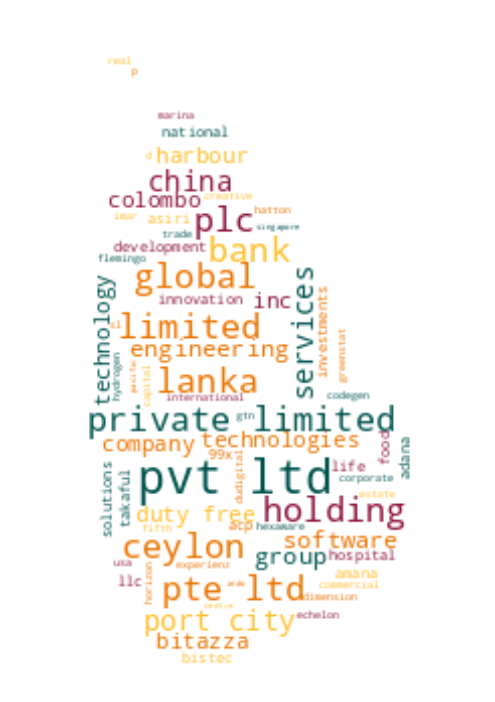 real
p
marina
national
d harbour
china
colombo creative
imar asiri plc hatton
trade singapore
development bank
flemingo
global
technology
innovation inc
services
investments
sl limited
hydrogen
engineering
greenstat
pacific
capital
lanka
international codegen
private limited
gtn
company technologies
food
adana
99x
life
solutions
takaful
pvt ltd
dudigital
corporate
estate
duty free holding
fifth acp hexaware
software
ceylon group hospital
usa experienz
amana
llc
horizon
pte ltd
commercial
dimension
port city echelon
bitazza
bistec